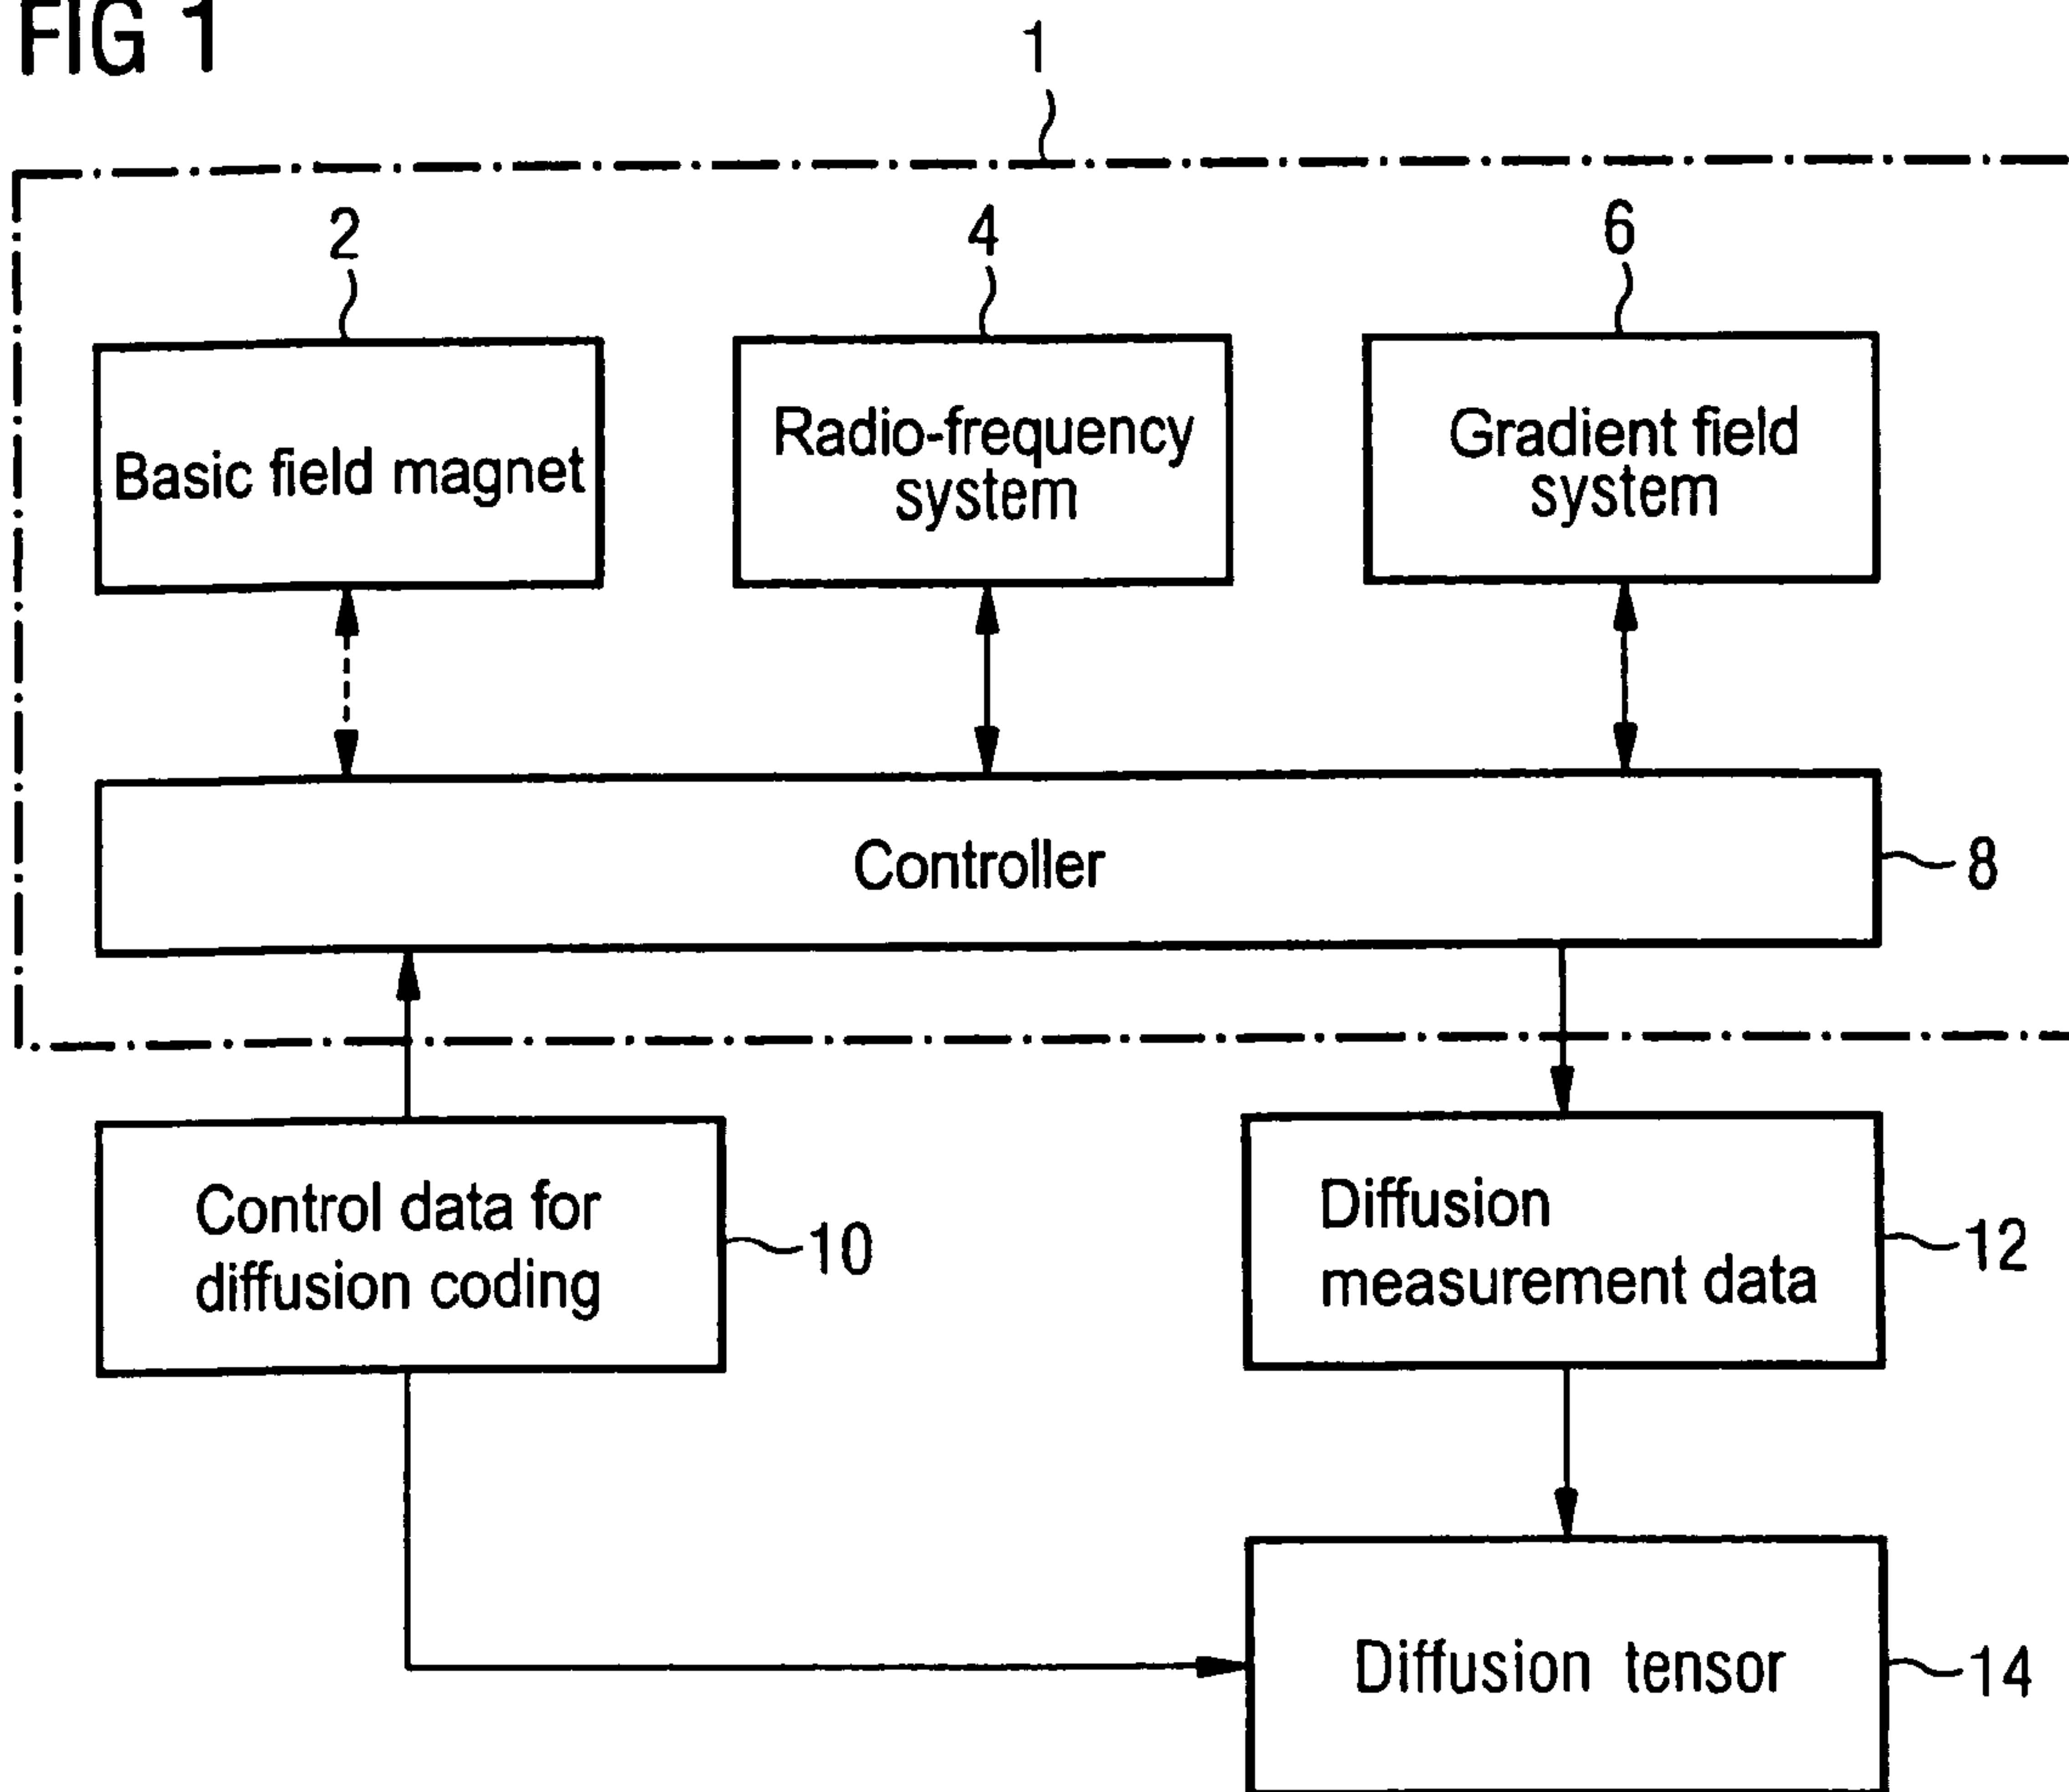 FIG 1
1
2
4
6
Basic field magnet
Radio-frequency
system
Gradient field
system
Controller
8
Control data for
diffusion coding
10
Diffusion
measurement data
12
Diffusion tensor
14